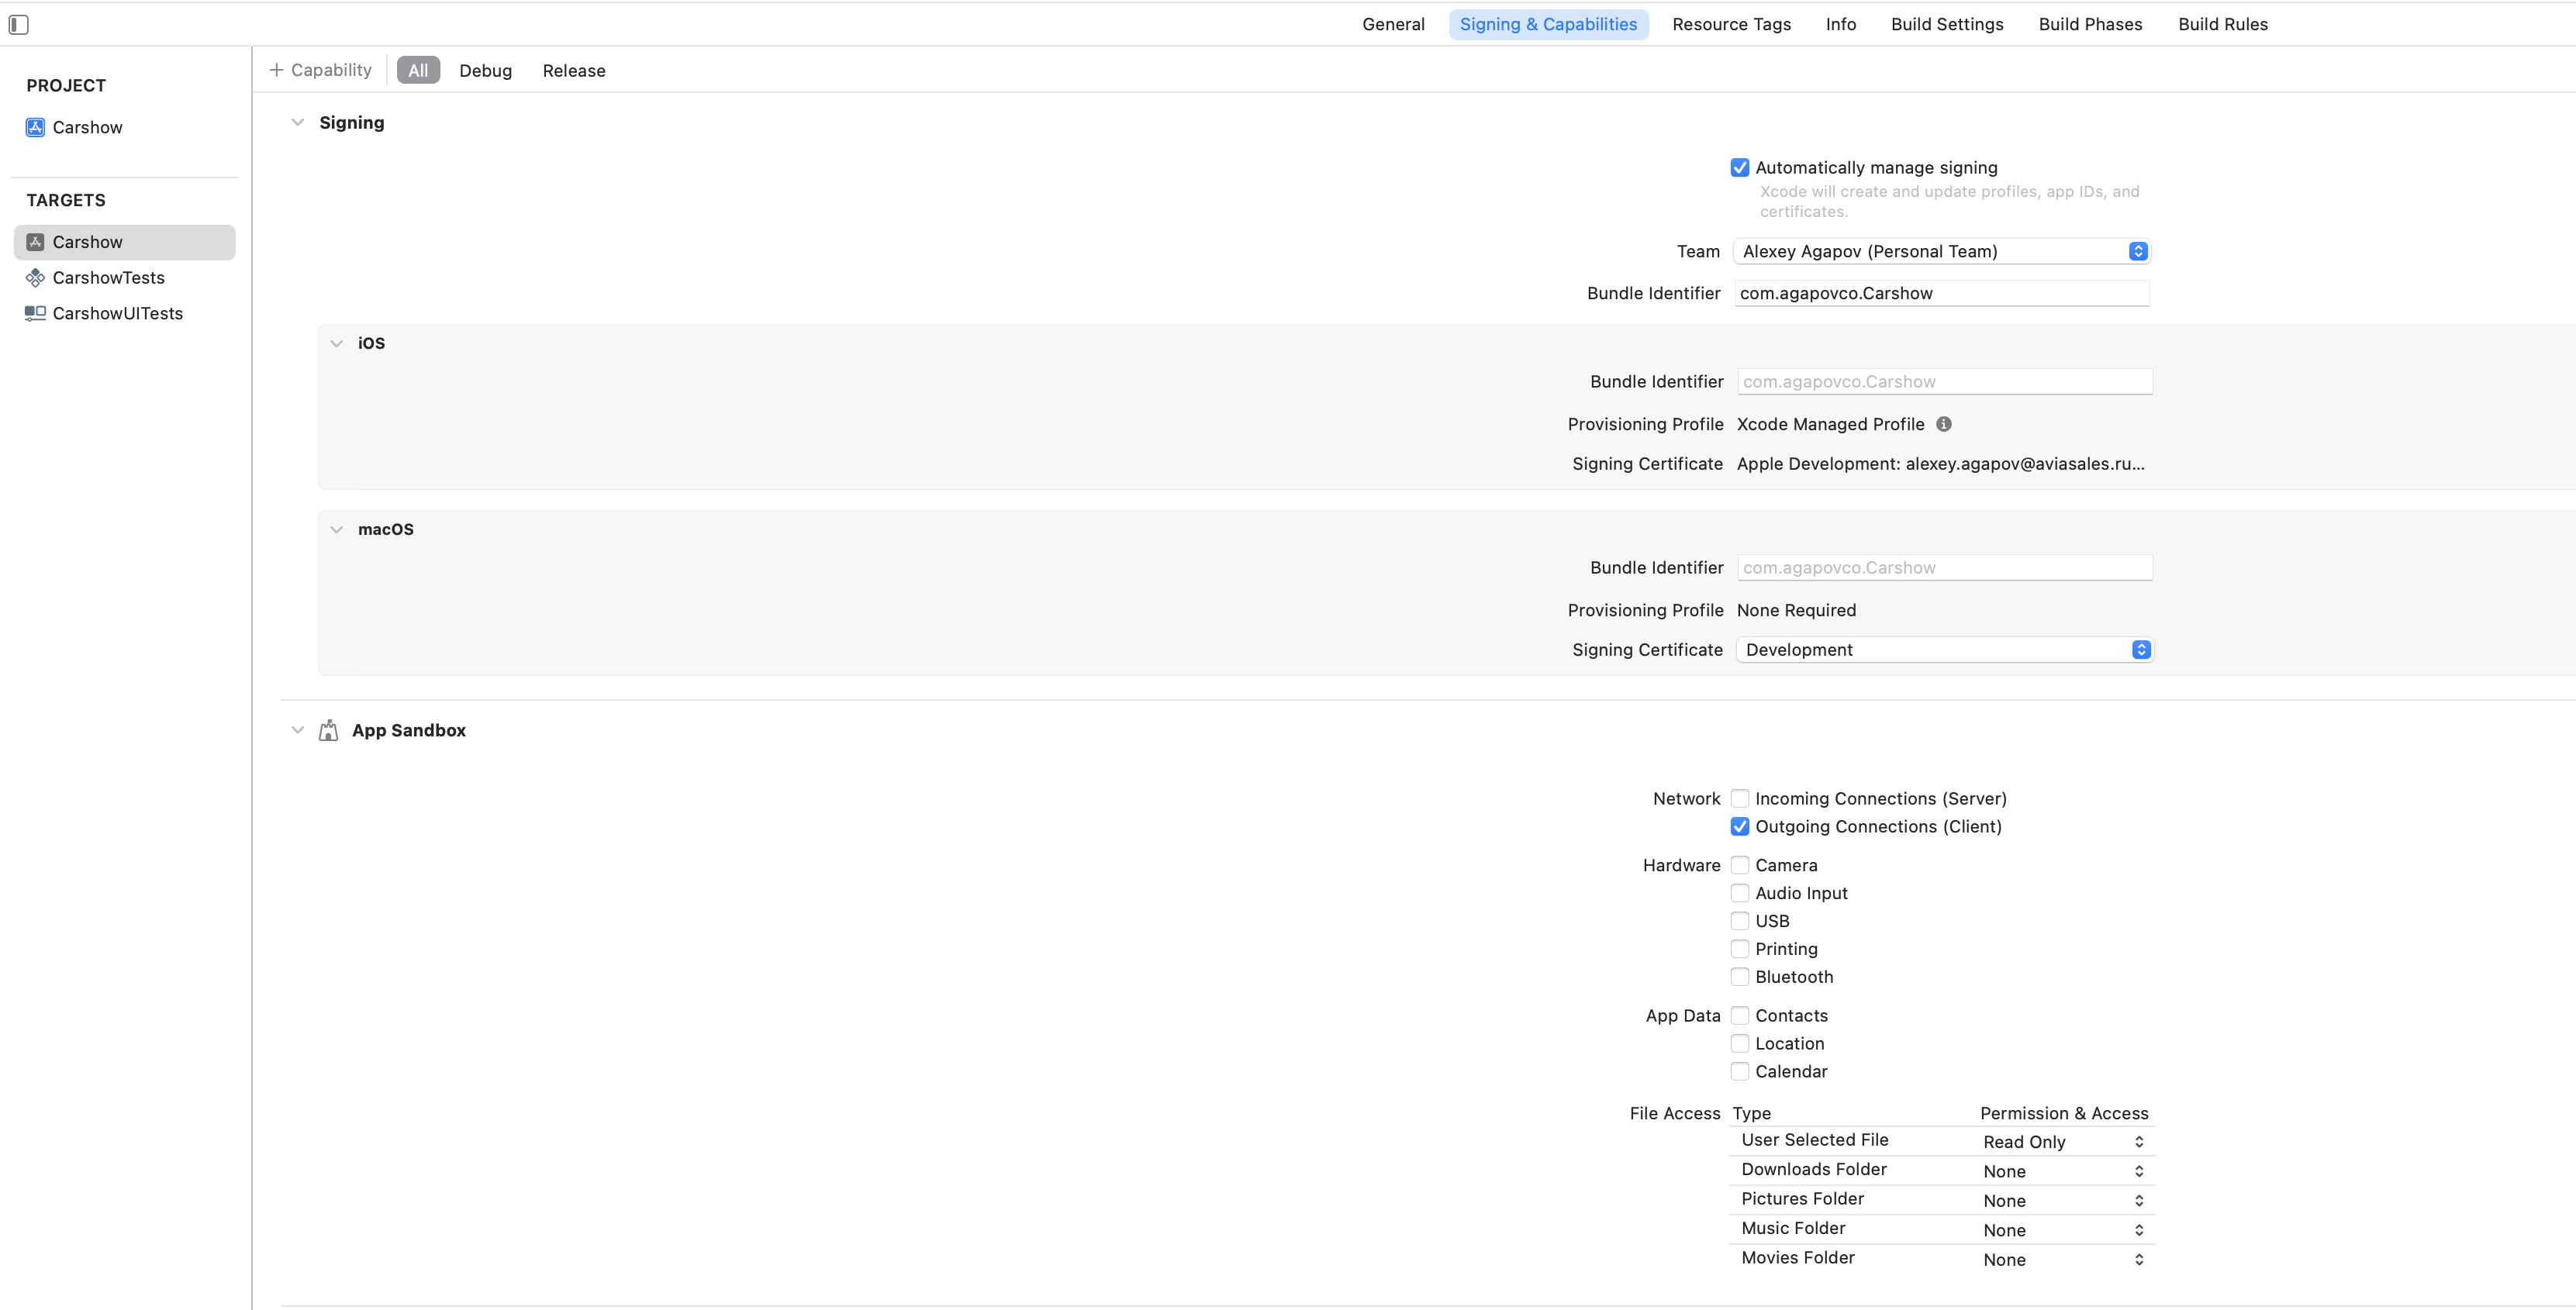 General
Signing & Capabilities
Resource Tags
Info
Build Settings
Build Phases
Build Rules
PROJECT
Carshow
TARGETS
Carshow
CarshowTests
CarshowUITests
+ Capability
All
Debug
Release
Signing
Automatically manage signing
Xcode will create and update profiles, app IDs, and
certificates.
Team Alexey Agapov (Personal Team)
Bundle Identifier com.agapovco.Carshow
iOS
Bundle Identifier com.agapovco.Carshow
Provisioning Profile Xcode Managed Profile
Signing Certificate Apple Development: alexey.agapov@aviasales.ru...
macOS
Bundle Identifier com.agapovco.Carshow
Provisioning Profile None Required
Signing Certificate Development
App Sandbox
Network Incoming Connections (Server)
Outgoing Connections (Client)
Hardware Camera
Audio Input
USB
Printing
Bluetooth
App Data Contacts
Location
Calendar
File Access Type Permission & Access
User Selected File Read Only
Downloads Folder None
Pictures Folder None
Music Folder None
Movies Folder None